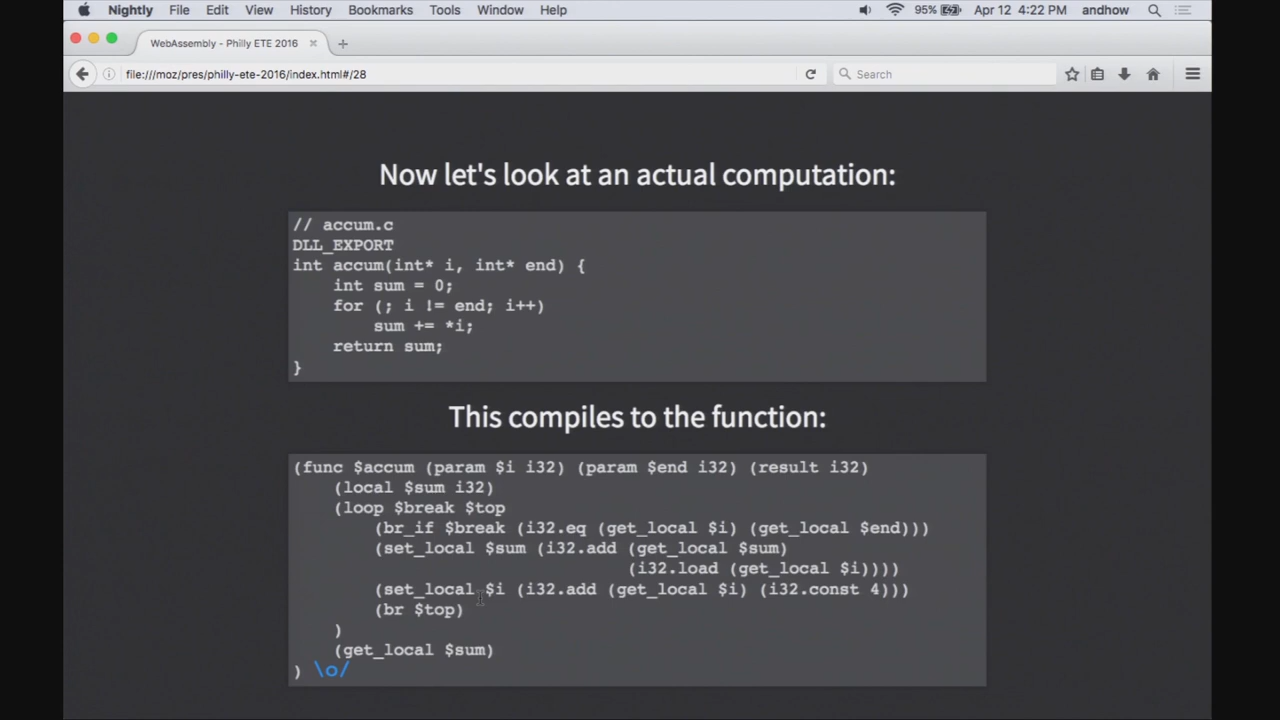 Nightly File Edit View History Bookmarks Tools Window Help 95% Apr 12 4:22 PM andhow
WebAssembly - Philly ETE 2016
file:///moz/pres/philly-ete-2016/index.html#/28 Search
Now let's look at an actual computation:
// accum.c
DLL_EXPORT
int accum(int* i, int* end) {
    int sum = 0;
    for (; i != end; i++)
        sum += *i;
    return sum;
}
This compiles to the function:
(func $accum (param $i i32) (param $end i32) (result i32)
    (local $sum i32)
    (loop $break $top
        (br_if $break (i32.eq (get_local $i) (get_local $end)))
        (set_local $sum (i32.add (get_local $sum)
                                 (i32.load (get_local $i))))
        (set_local $i (i32.add (get_local $i) (i32.const 4)))
        (br $top)
    )
    (get_local $sum)
) \o/